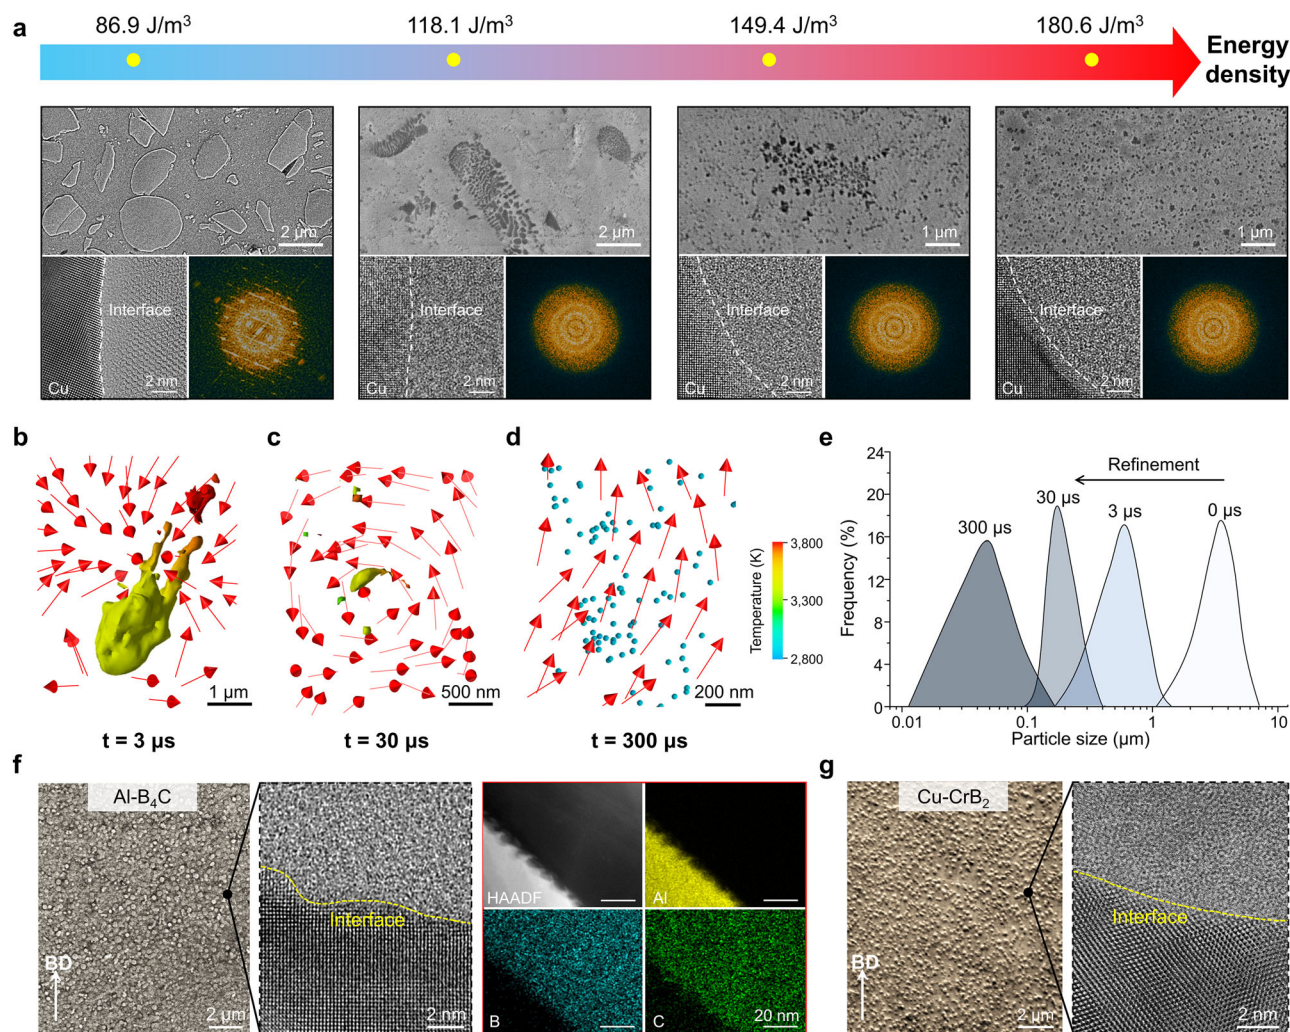 a
86.9 J/m³
118.1 J/m³
149.4 J/m³
180.6 J/m³
Energy
density
2 μm
2 μm
1 μm
1 μm
Interface
Cu
2 nm
Interface
Cu
2 nm
Interface
Cu
2 nm
Interface
Cu
2 nm
b
1 μm
t = 3 μs
c
500 nm
t = 30 μs
d
200 nm
t = 300 μs
Temperature (K)
3,800
3,300
2,800
e
Refinement
300 μs
30 μs
3 μs
0 μs
Frequency (%)
24
20
16
12
8
4
0
0.01
0.1
1
10
Particle size (μm)
f
Al-B₄C
BD
2 μm
Interface
2 nm
HAADF
Al
B
C
20 nm
g
Cu-CrB₂
BD
2 μm
Interface
2 nm